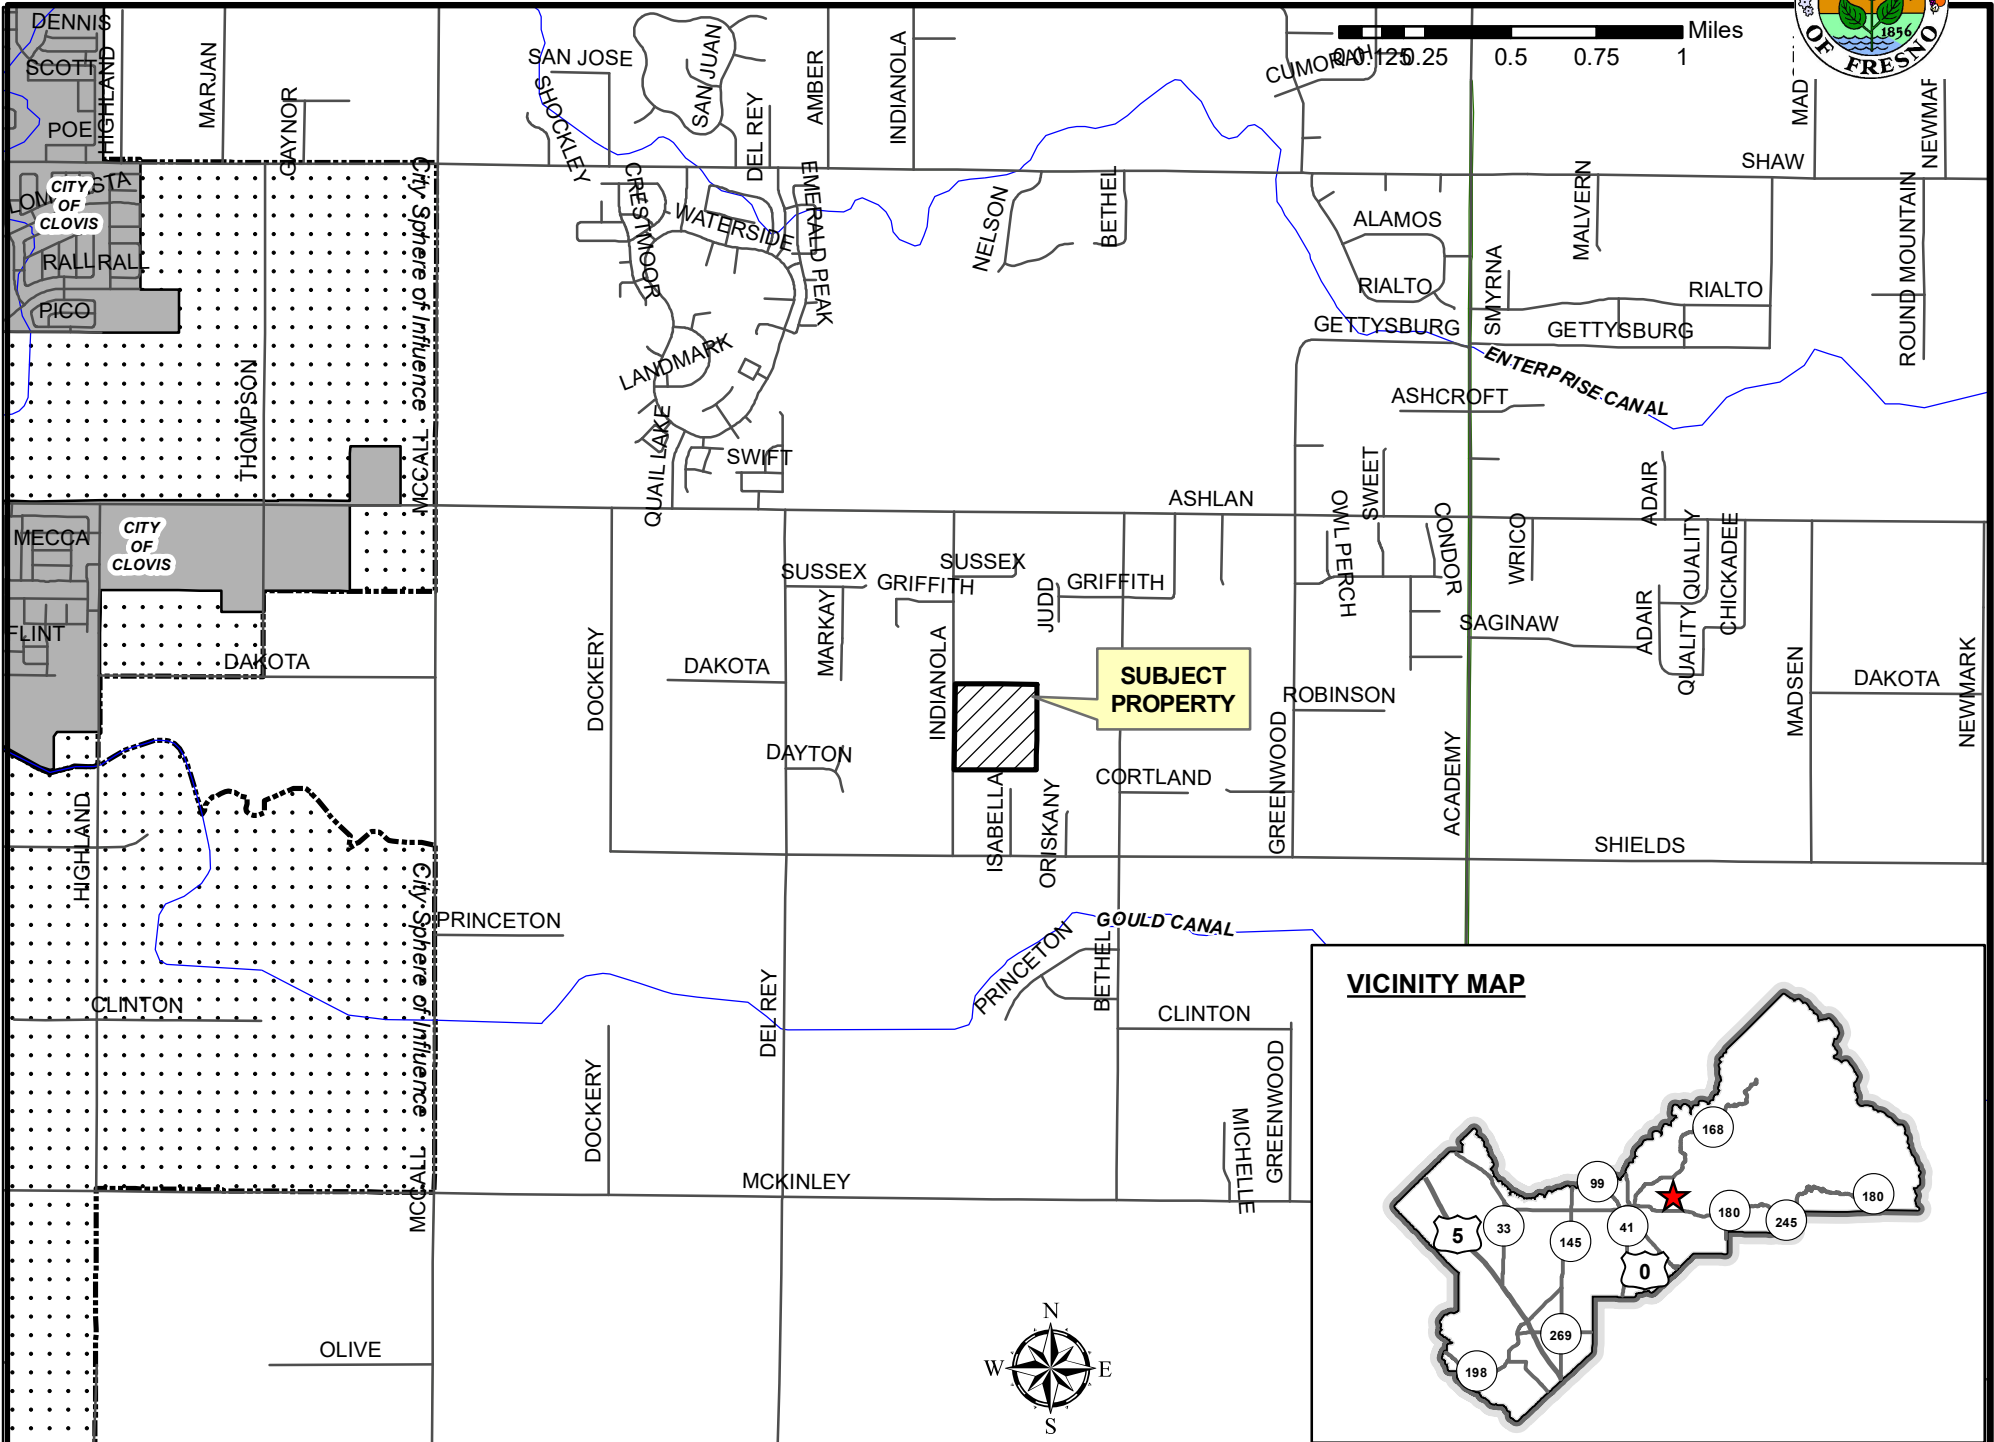 DENNIS
SCOTT
POE
HIGHLAND
MARJAN
GAYNOR
SAN JOSE
SHOCKLEY
SAN JUAN
DEL REY
AMBER
INDIANOLA
CUMORAH
0 0.125 0.25 0.5 0.75 1 Miles
1856
OF FRESNO
SHAW
CITY
OF
CLOVIS
RALL RALL
PICO
THOMPSON
City Sphere of Influence
MCCALL
CRESTMOOR
WATERSIDE
EMERALD PEAK
LANDMARK
QUAIL LAKE
SWIFT
NELSON
BETHEL
ALAMOS
RIALTO
GETTYSBURG
SMYRNA
MALVERN
RIALTO
GETTYSBURG
ROUND MOUNTAIN
ENTERPRISE CANAL
ASHCROFT
ASHLAN
MECCA
CITY
OF
CLOVIS
FLINT
DAKOTA
DOCKERY
DAKOTA
SUSSEX
MARKAY
GRIFFITH
SUSSEX
INDIANOLA
JUDD
GRIFFITH
OWL PERCH
SWEET
CONDOR
WRICO
ADAIR
QUALITY
CHICKADEE
SAGINAW
ADAIR
QUALITY
MADSEN
DAKOTA
NEWMARK
SUBJECT
PROPERTY
ROBINSON
GREENWOOD
ACADEMY
DAYTON
ISABELLA
ORISKANY
CORTLAND
SHIELDS
HIGHLAND
City Sphere of Influence
MCCALL
PRINCETON
CLINTON
DOCKERY
DEL REY
PRINCETON
GOULD CANAL
BETHEL
CLINTON
MICHELLE
GREENWOOD
MCKINLEY
OLIVE
N
W E
S
VICINITY MAP
168
99
180
180
245
41
33
145
5
0
269
198